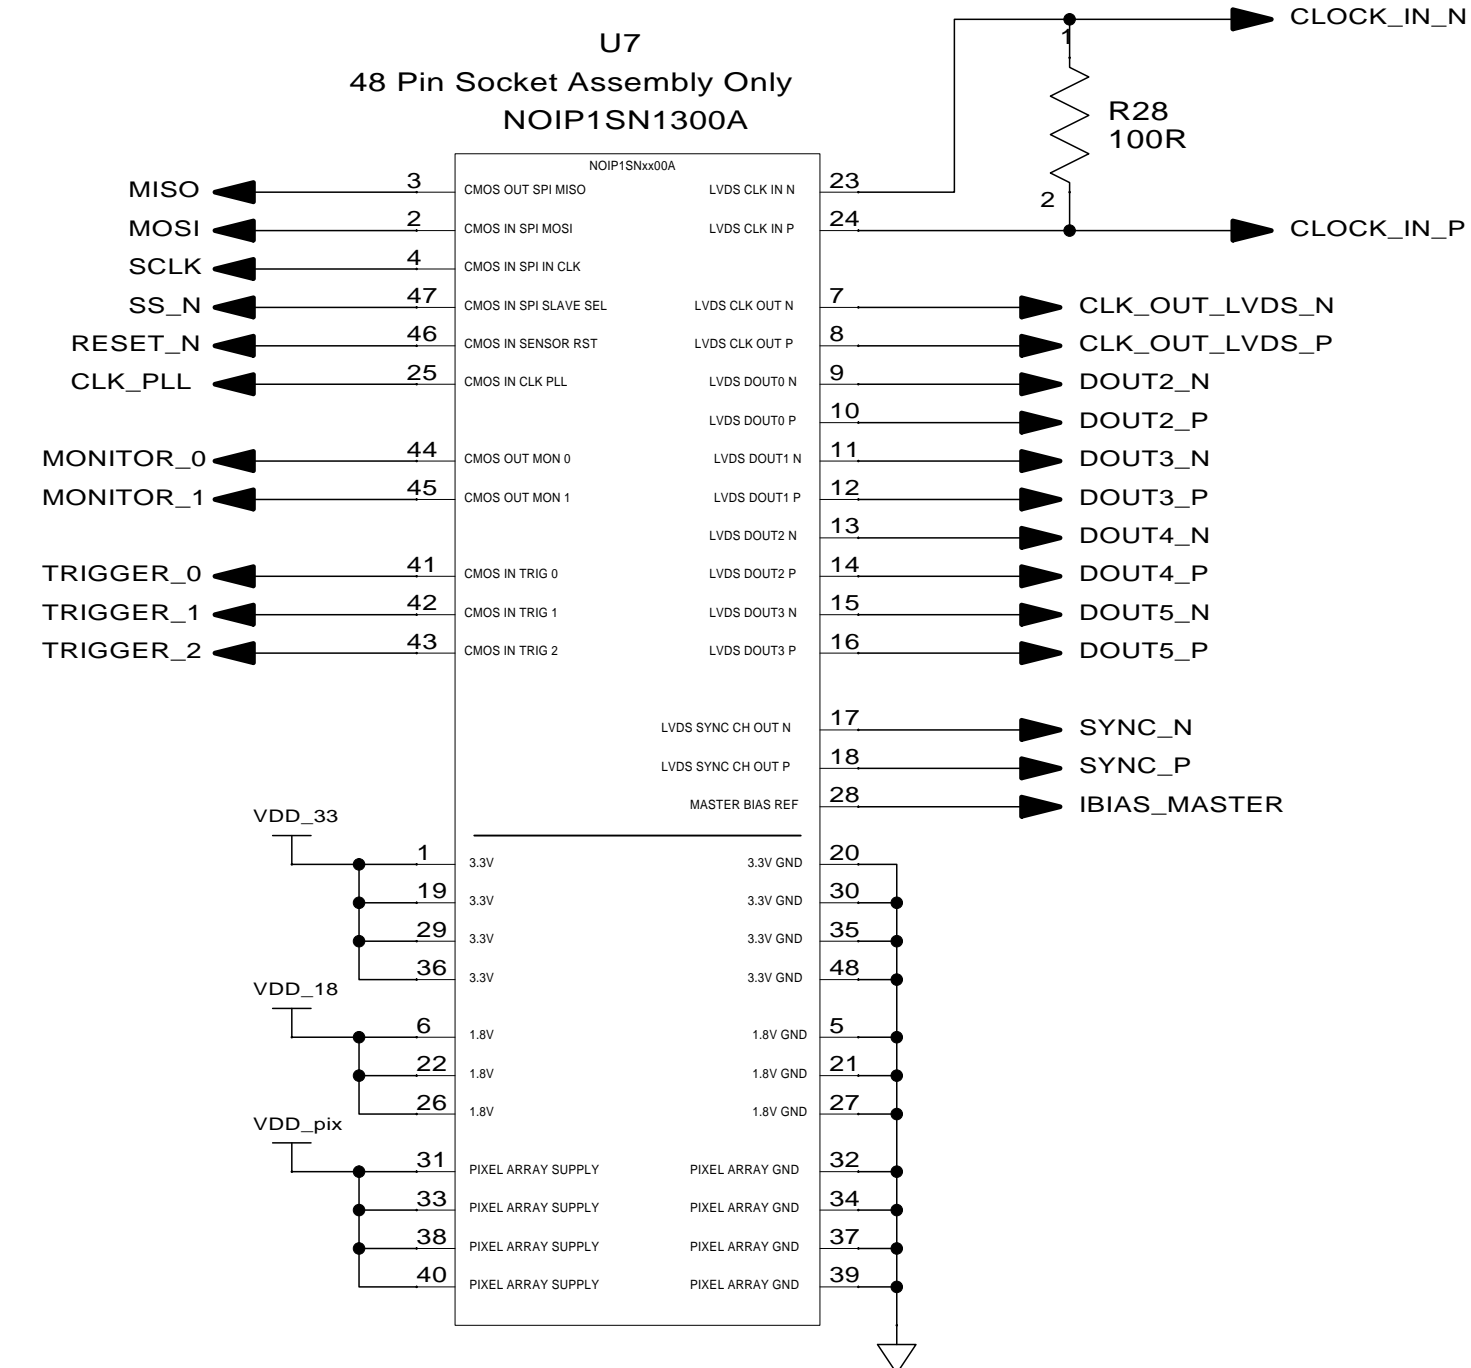 CLOCK_IN_N
U7
48 Pin Socket Assembly Only
NOIP1SN1300A
1
R28
100R
2
CLOCK_IN_P
NOIP1SNxx00A
MISO 3 CMOS OUT SPI MISO LVDS CLK IN N 23
MOSI 2 CMOS IN SPI MOSI LVDS CLK IN P 24
SCLK 4 CMOS IN SPI IN CLK
SS_N 47 CMOS IN SPI SLAVE SEL LVDS CLK OUT N 7 CLK_OUT_LVDS_N
RESET_N 46 CMOS IN SENSOR RST LVDS CLK OUT P 8 CLK_OUT_LVDS_P
CLK_PLL 25 CMOS IN CLK PLL LVDS DOUT0 N 9 DOUT2_N
LVDS DOUT0 P 10 DOUT2_P
MONITOR_0 44 CMOS OUT MON 0 LVDS DOUT1 N 11 DOUT3_N
MONITOR_1 45 CMOS OUT MON 1 LVDS DOUT1 P 12 DOUT3_P
LVDS DOUT2 N 13 DOUT4_N
TRIGGER_0 41 CMOS IN TRIG 0 LVDS DOUT2 P 14 DOUT4_P
TRIGGER_1 42 CMOS IN TRIG 1 LVDS DOUT3 N 15 DOUT5_N
TRIGGER_2 43 CMOS IN TRIG 2 LVDS DOUT3 P 16 DOUT5_P
LVDS SYNC CH OUT N 17 SYNC_N
LVDS SYNC CH OUT P 18 SYNC_P
MASTER BIAS REF 28 IBIAS_MASTER
VDD_33
1 3.3V 3.3V GND 20
19 3.3V 3.3V GND 30
29 3.3V 3.3V GND 35
36 3.3V 3.3V GND 48
VDD_18
6 1.8V 1.8V GND 5
22 1.8V 1.8V GND 21
26 1.8V 1.8V GND 27
VDD_pix
31 PIXEL ARRAY SUPPLY PIXEL ARRAY GND 32
33 PIXEL ARRAY SUPPLY PIXEL ARRAY GND 34
38 PIXEL ARRAY SUPPLY PIXEL ARRAY GND 37
40 PIXEL ARRAY SUPPLY PIXEL ARRAY GND 39